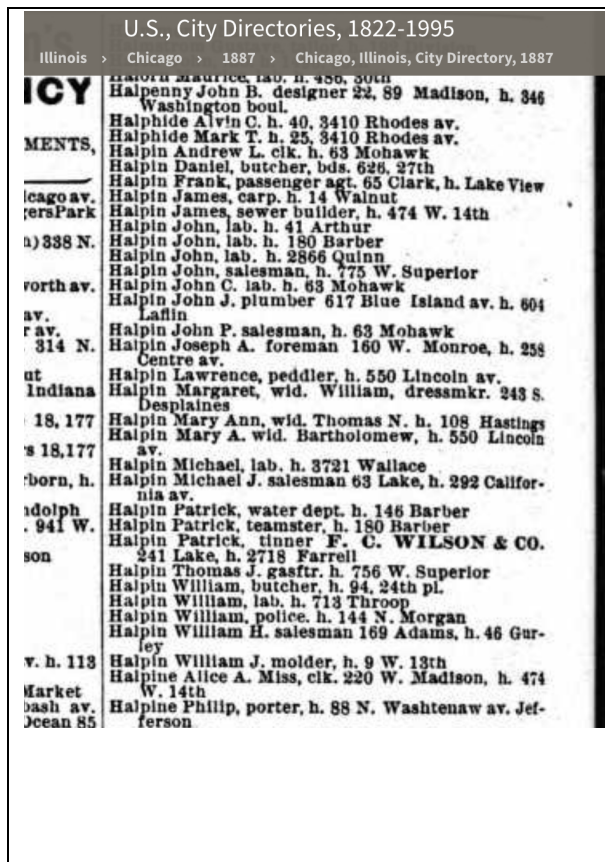 U.S., City Directories, 1822-1995
Illinois › Chicago › 1887 › Chicago, Illinois, City Directory, 1887
ICY
MENTS,
icago av.
gersPark
n) 338 N.
vorth av.
av.
r av.
314 N.
ut
Indiana
18, 177
rs 18,177
rborn, h.
ndolph
. 941 W.
son
v. h. 113
Market
bash av.
Ocean 85
Halpenny John B. designer 22, 89 Madison, h. 346
Washington boul.
Halphide Alvin C. h. 40, 3410 Rhodes av.
Halphide Mark T. h. 25, 3410 Rhodes av.
Halpin Andrew L. clk. h. 63 Mohawk
Halpin Daniel, butcher, bds. 626, 27th
Halpin Frank, passenger agt. 65 Clark, h. Lake View
Halpin James, carp. h. 14 Walnut
Halpin James, sewer builder, h. 474 W. 14th
Halpin John, lab. h. 41 Arthur
Halpin John, lab. h. 180 Barber
Halpin John, lab. h. 2866 Quinn
Halpin John, salesman, h. 775 W. Superior
Halpin John C. lab. h. 63 Mohawk
Halpin John J. plumber 617 Blue Island av. h. 604
Laflin
Halpin John P. salesman, h. 63 Mohawk
Halpin Joseph A. foreman 160 W. Monroe, h. 258
Centre av.
Halpin Lawrence, peddler, h. 550 Lincoln av.
Halpin Margaret, wid. William, dressmkr. 243 S.
Desplaines
Halpin Mary Ann, wid. Thomas N. h. 108 Hastings
Halpin Mary A. wid. Bartholomew, h. 550 Lincoln
av.
Halpin Michael, lab. h. 3721 Wallace
Halpin Michael J. salesman 63 Lake, h. 292 Califor-
nia av.
Halpin Patrick, water dept. h. 146 Barber
Halpin Patrick, teamster, h. 180 Barber
Halpin Patrick, tinner F. C. WILSON & CO.
241 Lake, h. 2718 Farrell
Halpin Thomas J. gasftr. h. 756 W. Superior
Halpin William, butcher, h. 94, 24th pl.
Halpin William, lab. h. 713 Throop
Halpin William, police. h. 144 N. Morgan
Halpin William H. salesman 169 Adams, h. 46 Gur-
ley
Halpin William J. molder, h. 9 W. 13th
Halpine Alice A. Miss, clk. 220 W. Madison, h. 474
W. 14th
Halpine Philip, porter, h. 88 N. Washtenaw av. Jef-
ferson